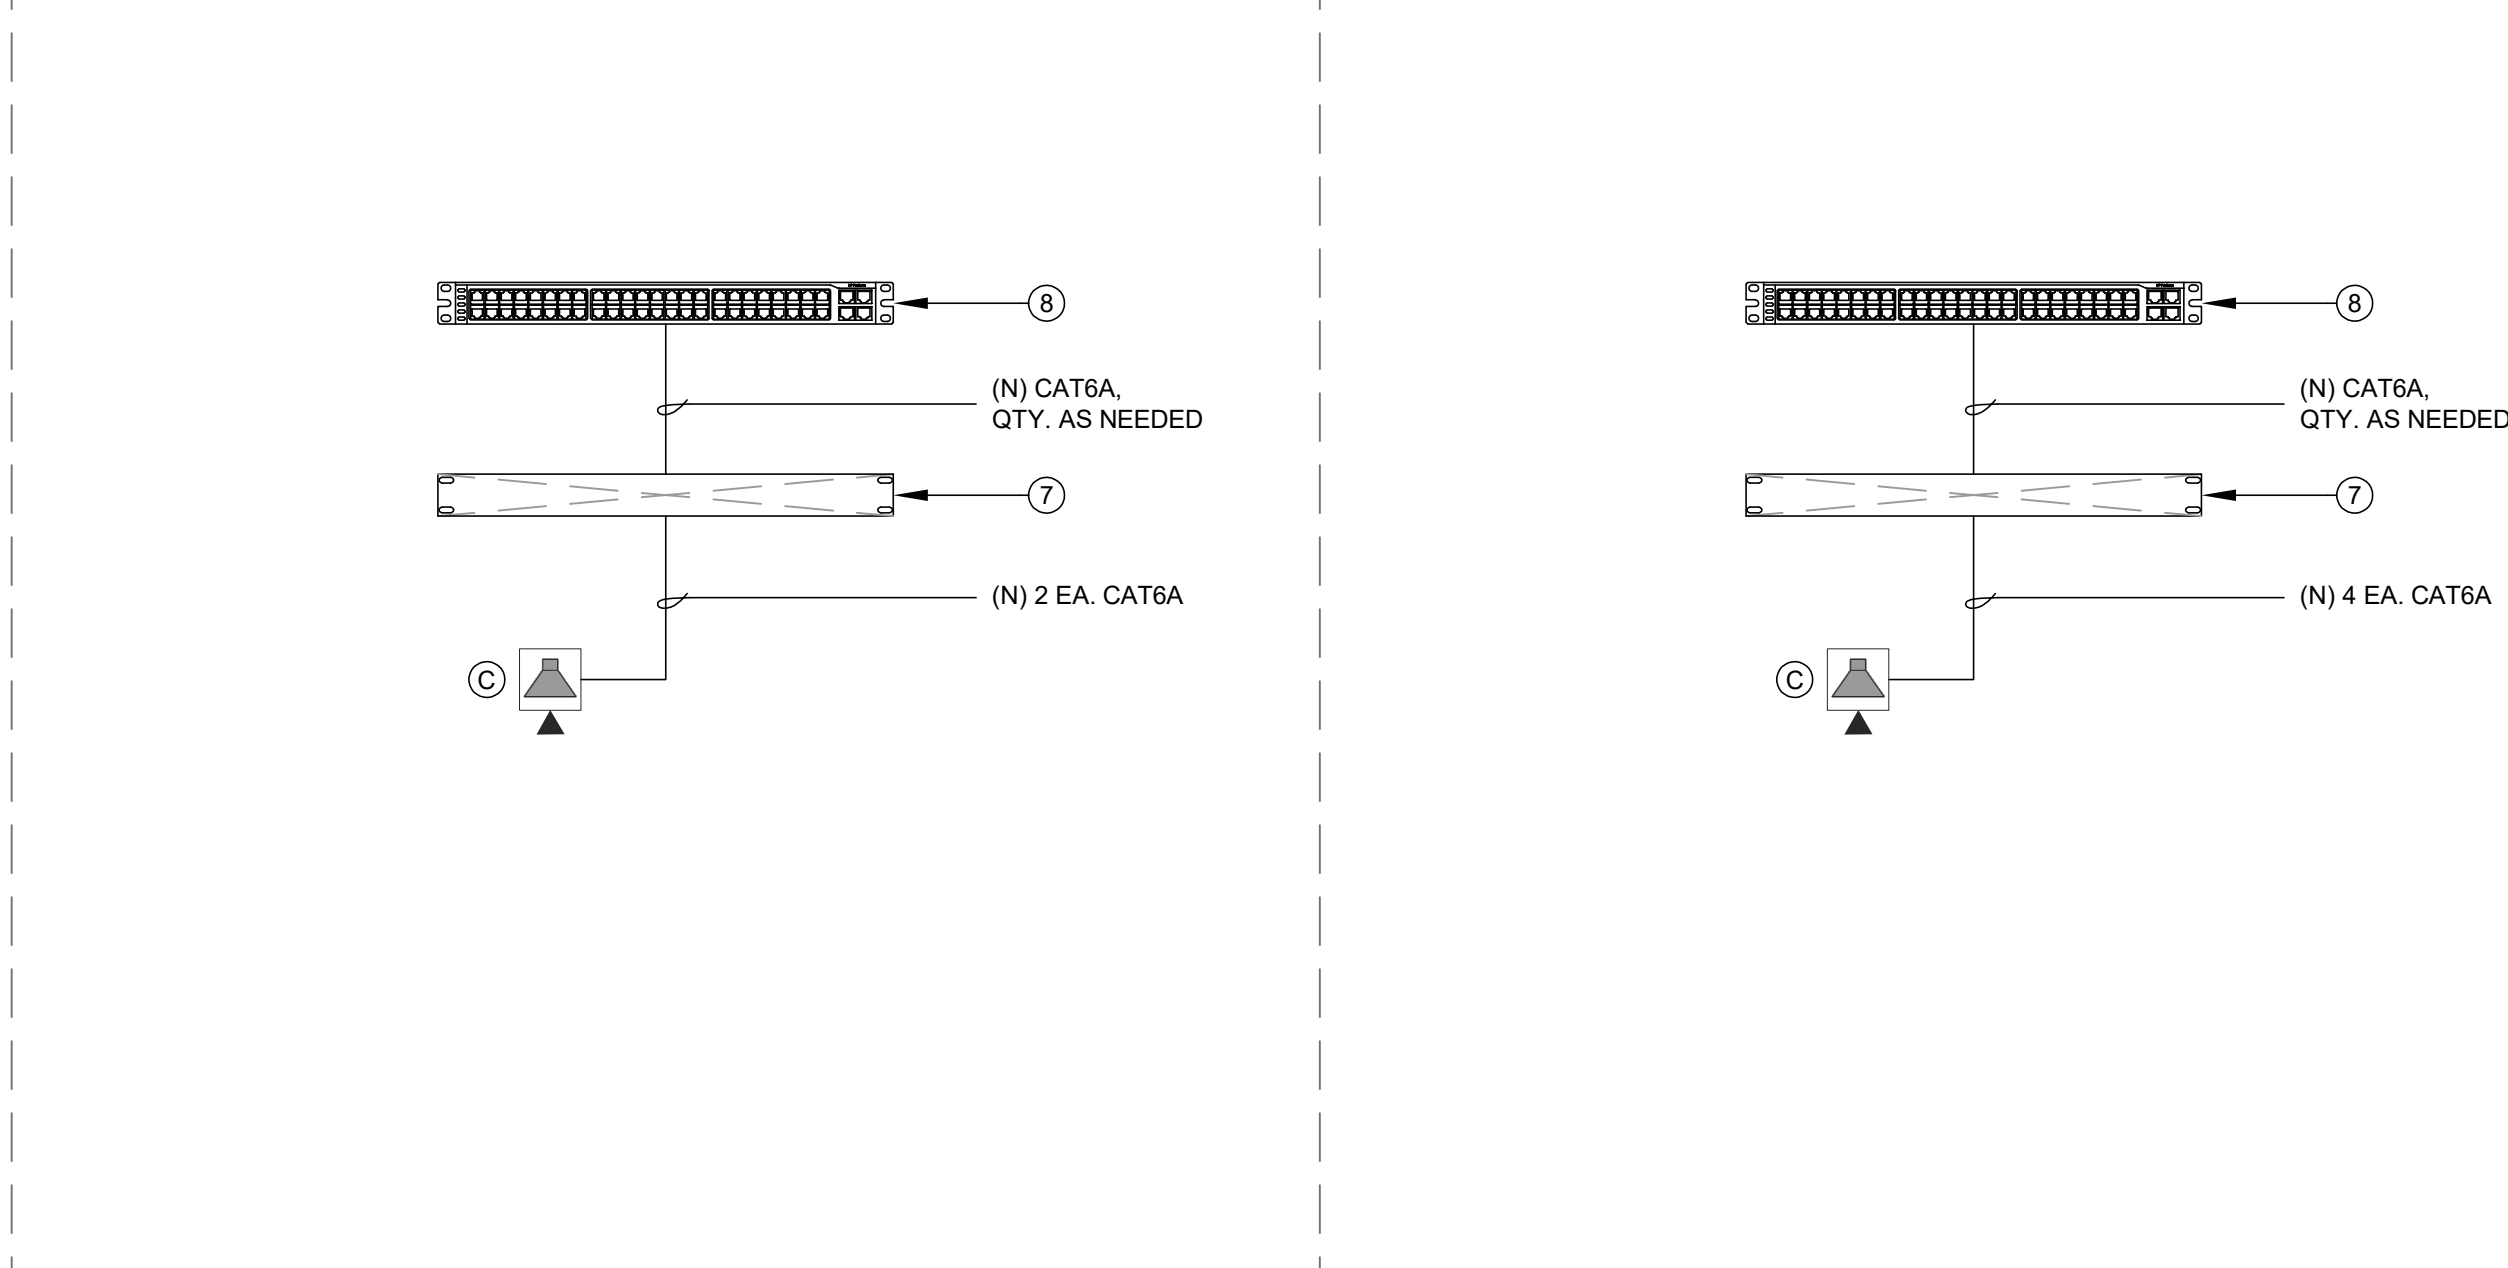 8
(N) CAT6A,
QTY. AS NEEDED
7
(N) 2 EA. CAT6A
C
8
(N) CAT6A,
QTY. AS NEEDED
7
(N) 4 EA. CAT6A
C